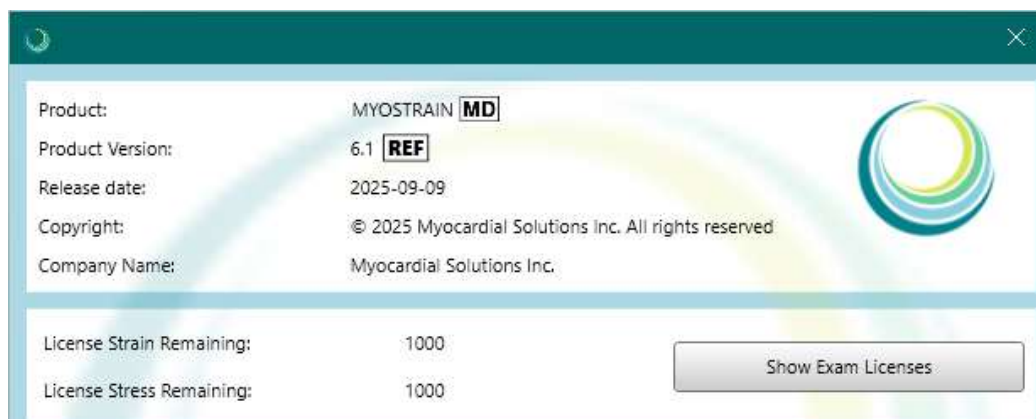 Product: MYOSTRAIN MD
Product Version: 6.1 REF
Release date: 2025-09-09
Copyright: © 2025 Myocardial Solutions Inc. All rights reserved
Company Name: Myocardial Solutions Inc.
License Strain Remaining: 1000
Show Exam Licenses
License Stress Remaining: 1000